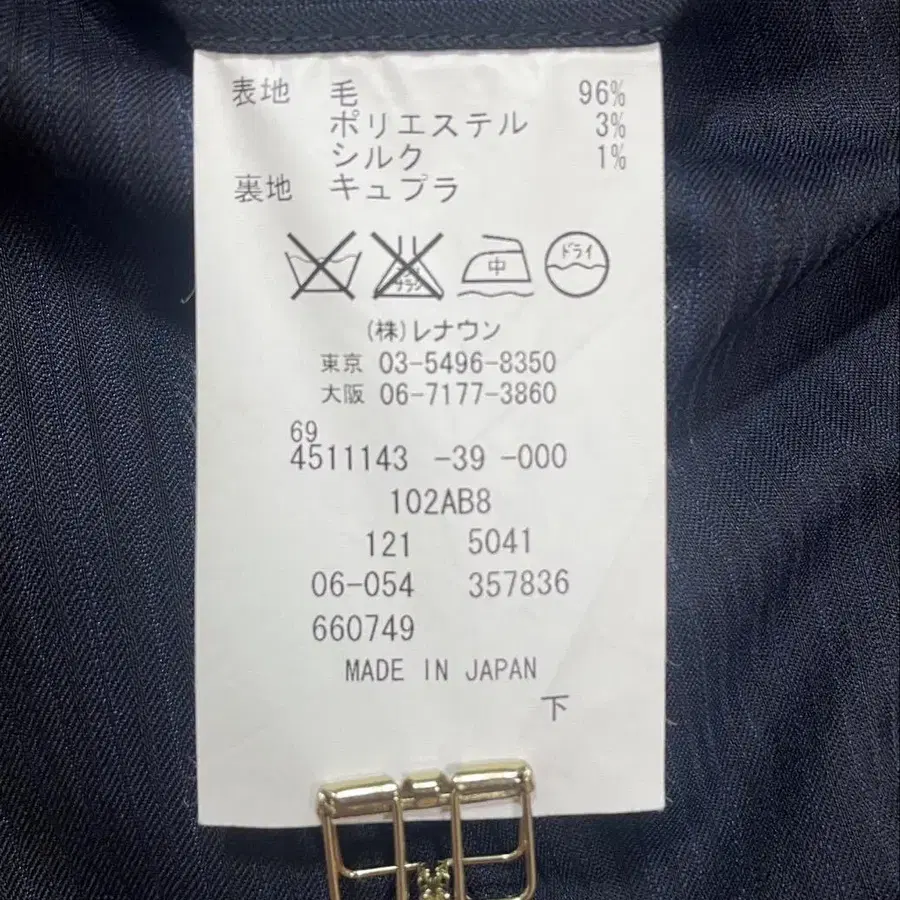 表地 毛 96%
ポリエステル 3%
シルク 1%
裏地 キュプラ
中 ドライ
(株)レナウン
東京 03-5496-8350
大阪 06-7177-3860
69
4511143 -39 -000
102AB8
121 5041
06-054 357836
660749
MADE IN JAPAN
下